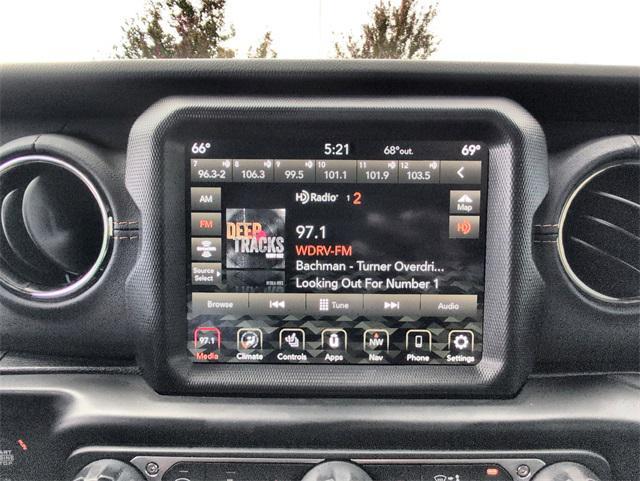 66° 5:21 68°out. 69°
7 8 9 10 11 12
96.3-2 106.3 99.5 101.1 101.9 103.5
AM HD Radio 1 2 Map
FM 97.1 HD
WDRV-FM
DEEP TRACKS
Bachman - Turner Overdri...
Source Select
Looking Out For Number 1
Browse Tune Audio
97.1 NW
Media Climate Controls Apps Nav Phone Settings